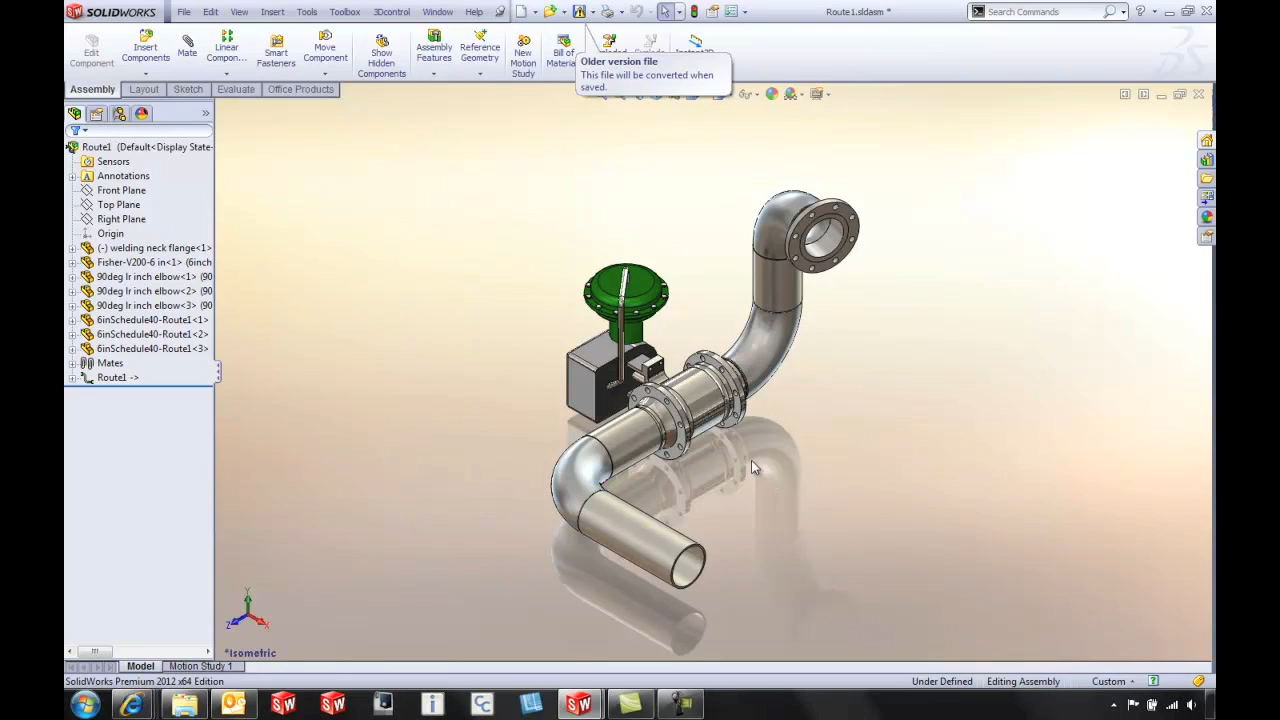 SOLIDWORKS File Edit View Insert Tools Toolbox 3Dcontrol Window Help Route1.sldasm * Search Commands
Edit Component
Insert Components
Mate
Linear Compon...
Smart Fasteners
Move Component
Show Hidden Components
Assembly Features
Reference Geometry
New Motion Study
Bill of
Older version file
This file will be converted when
saved.
Assembly Layout Sketch Evaluate Office Products
Route1 (Default<Display State-
Sensors
Annotations
Front Plane
Top Plane
Right Plane
Origin
(-) welding neck flange<1>
Fisher-V200-6 in<1> (6inch
90deg lr inch elbow<1> (90
90deg lr inch elbow<2> (90
90deg lr inch elbow<3> (90
6inSchedule40-Route1<1>
6inSchedule40-Route1<2>
6inSchedule40-Route1<3>
Mates
Route1 ->
Y
Z X
*Isometric
Model Motion Study 1
SolidWorks Premium 2012 x64 Edition Under Defined Editing Assembly Custom